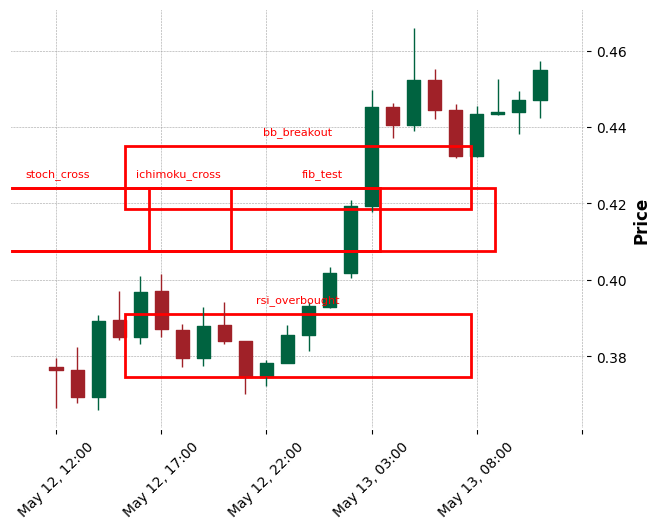 0.46
bb_breakout
0.44
stoch_cross ichimoku_cross fib_test
0.42
Price
0.40
rsi_overbought
0.38
May 12, 12:00
May 12, 17:00
May 12, 22:00
May 13, 03:00
May 13, 08:00